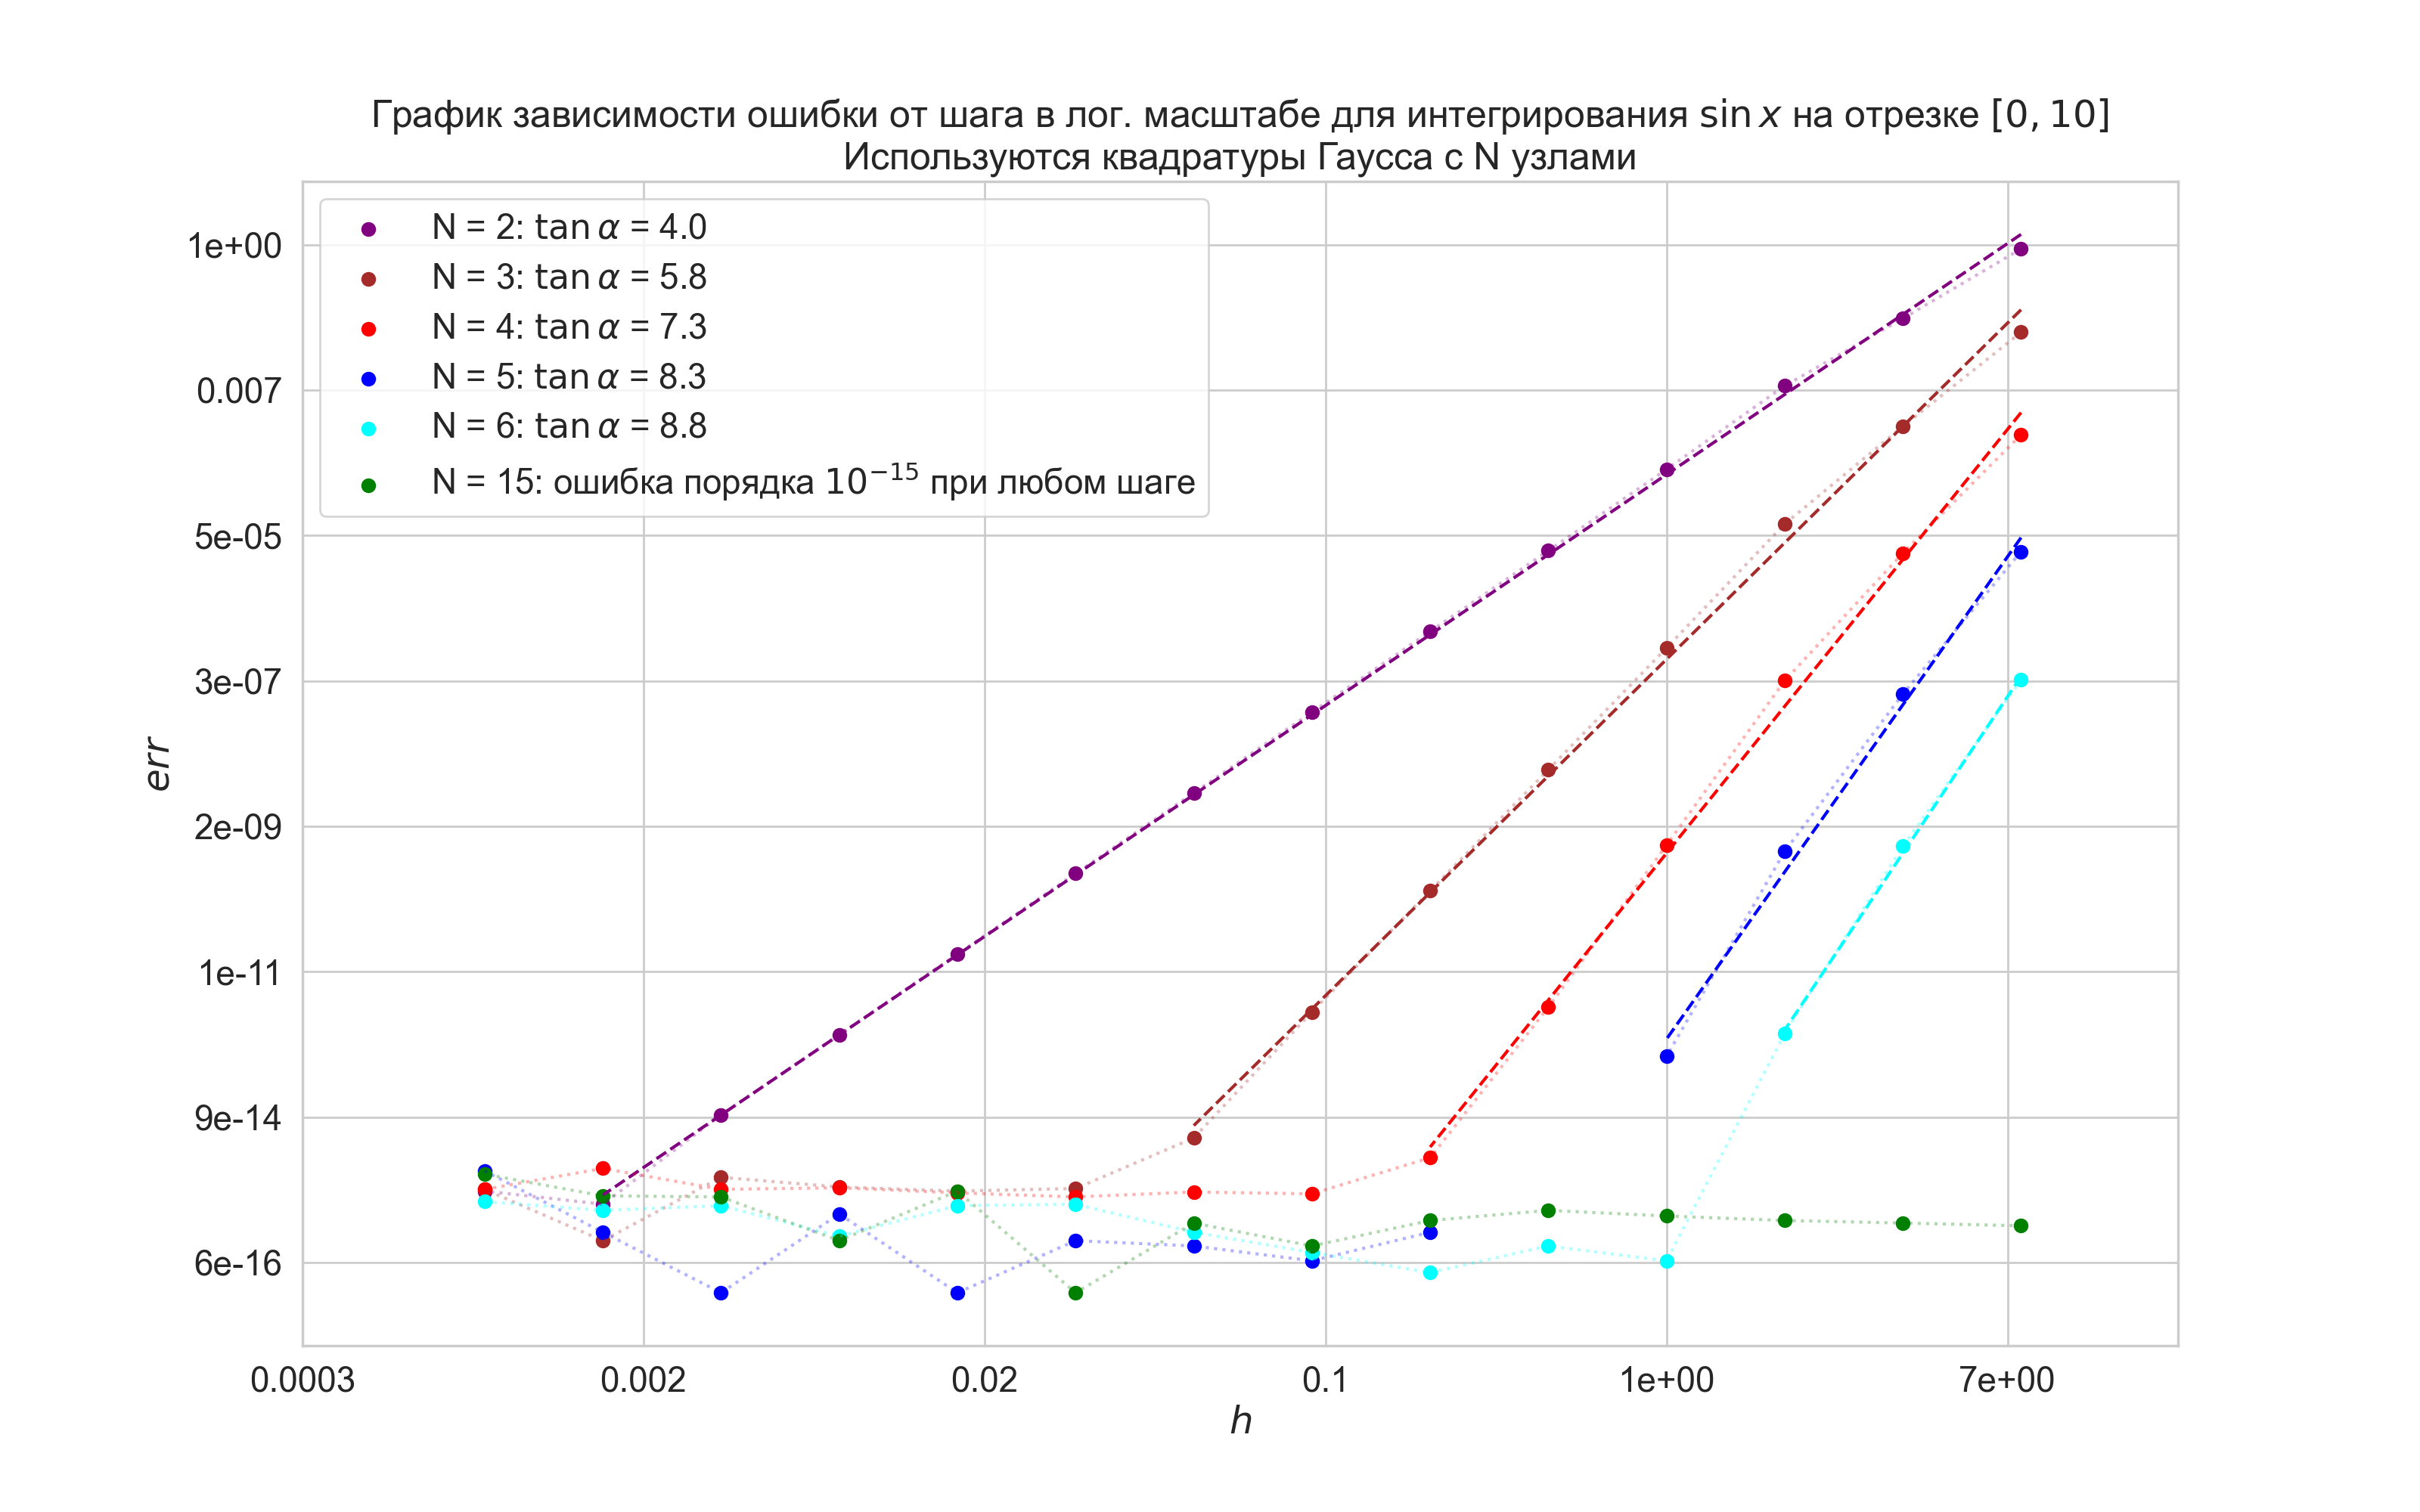 График зависимости ошибки от шага в лог. масштабе для интегрирования sin x на отрезке [0, 10]
Используются квадратуры Гаусса с N узлами
N = 2: tan α = 4.0
N = 3: tan α = 5.8
N = 4: tan α = 7.3
N = 5: tan α = 8.3
N = 6: tan α = 8.8
N = 15: ошибка порядка 10⁻¹⁵ при любом шаге
1e+00
0.007
5e-05
3e-07
2e-09
1e-11
9e-14
6e-16
err
0.0003 0.002 0.02 0.1 1e+00 7e+00
h